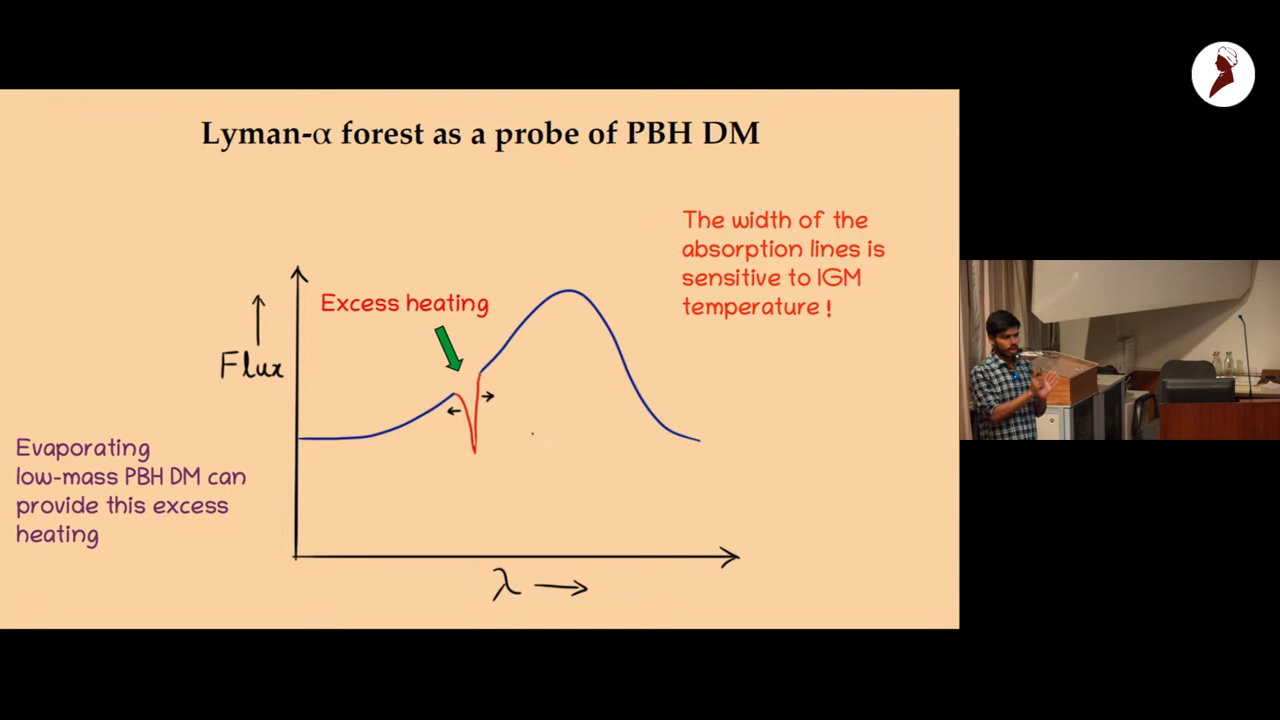 Lyman-α forest as a probe of PBH DM
The width of the
absorption lines is
sensitive to IGM
temperature !
Excess heating
Flux
Evaporating
low-mass PBH DM can
provide this excess
heating
λ